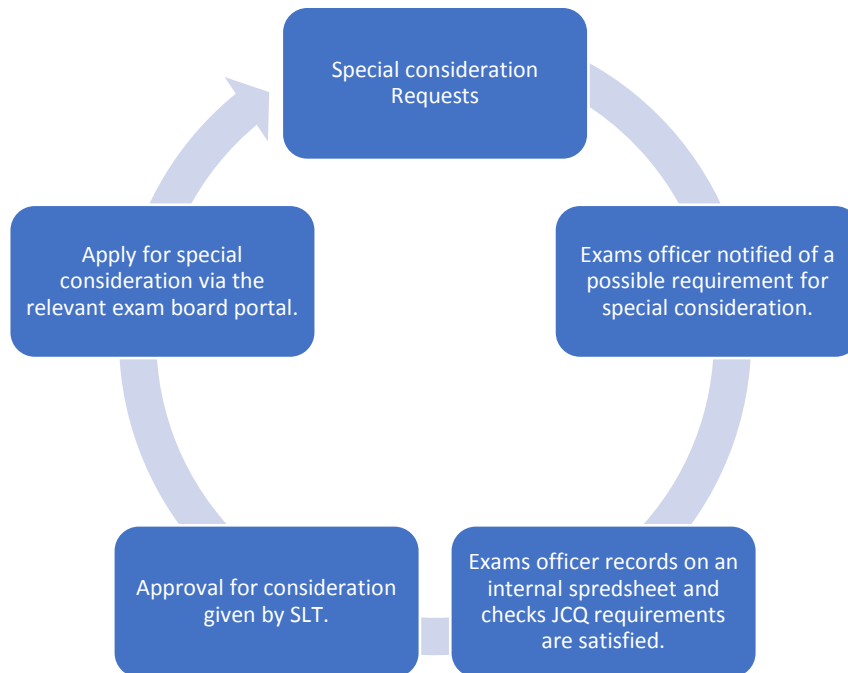 Special consideration
Requests
Exams officer notified of a
possible requirement for
special consideration.
Exams officer records on an
internal spredsheet and
checks JCQ requirements
are satisfied.
Approval for consideration
given by SLT.
Apply for special
consideration via the
relevant exam board portal.